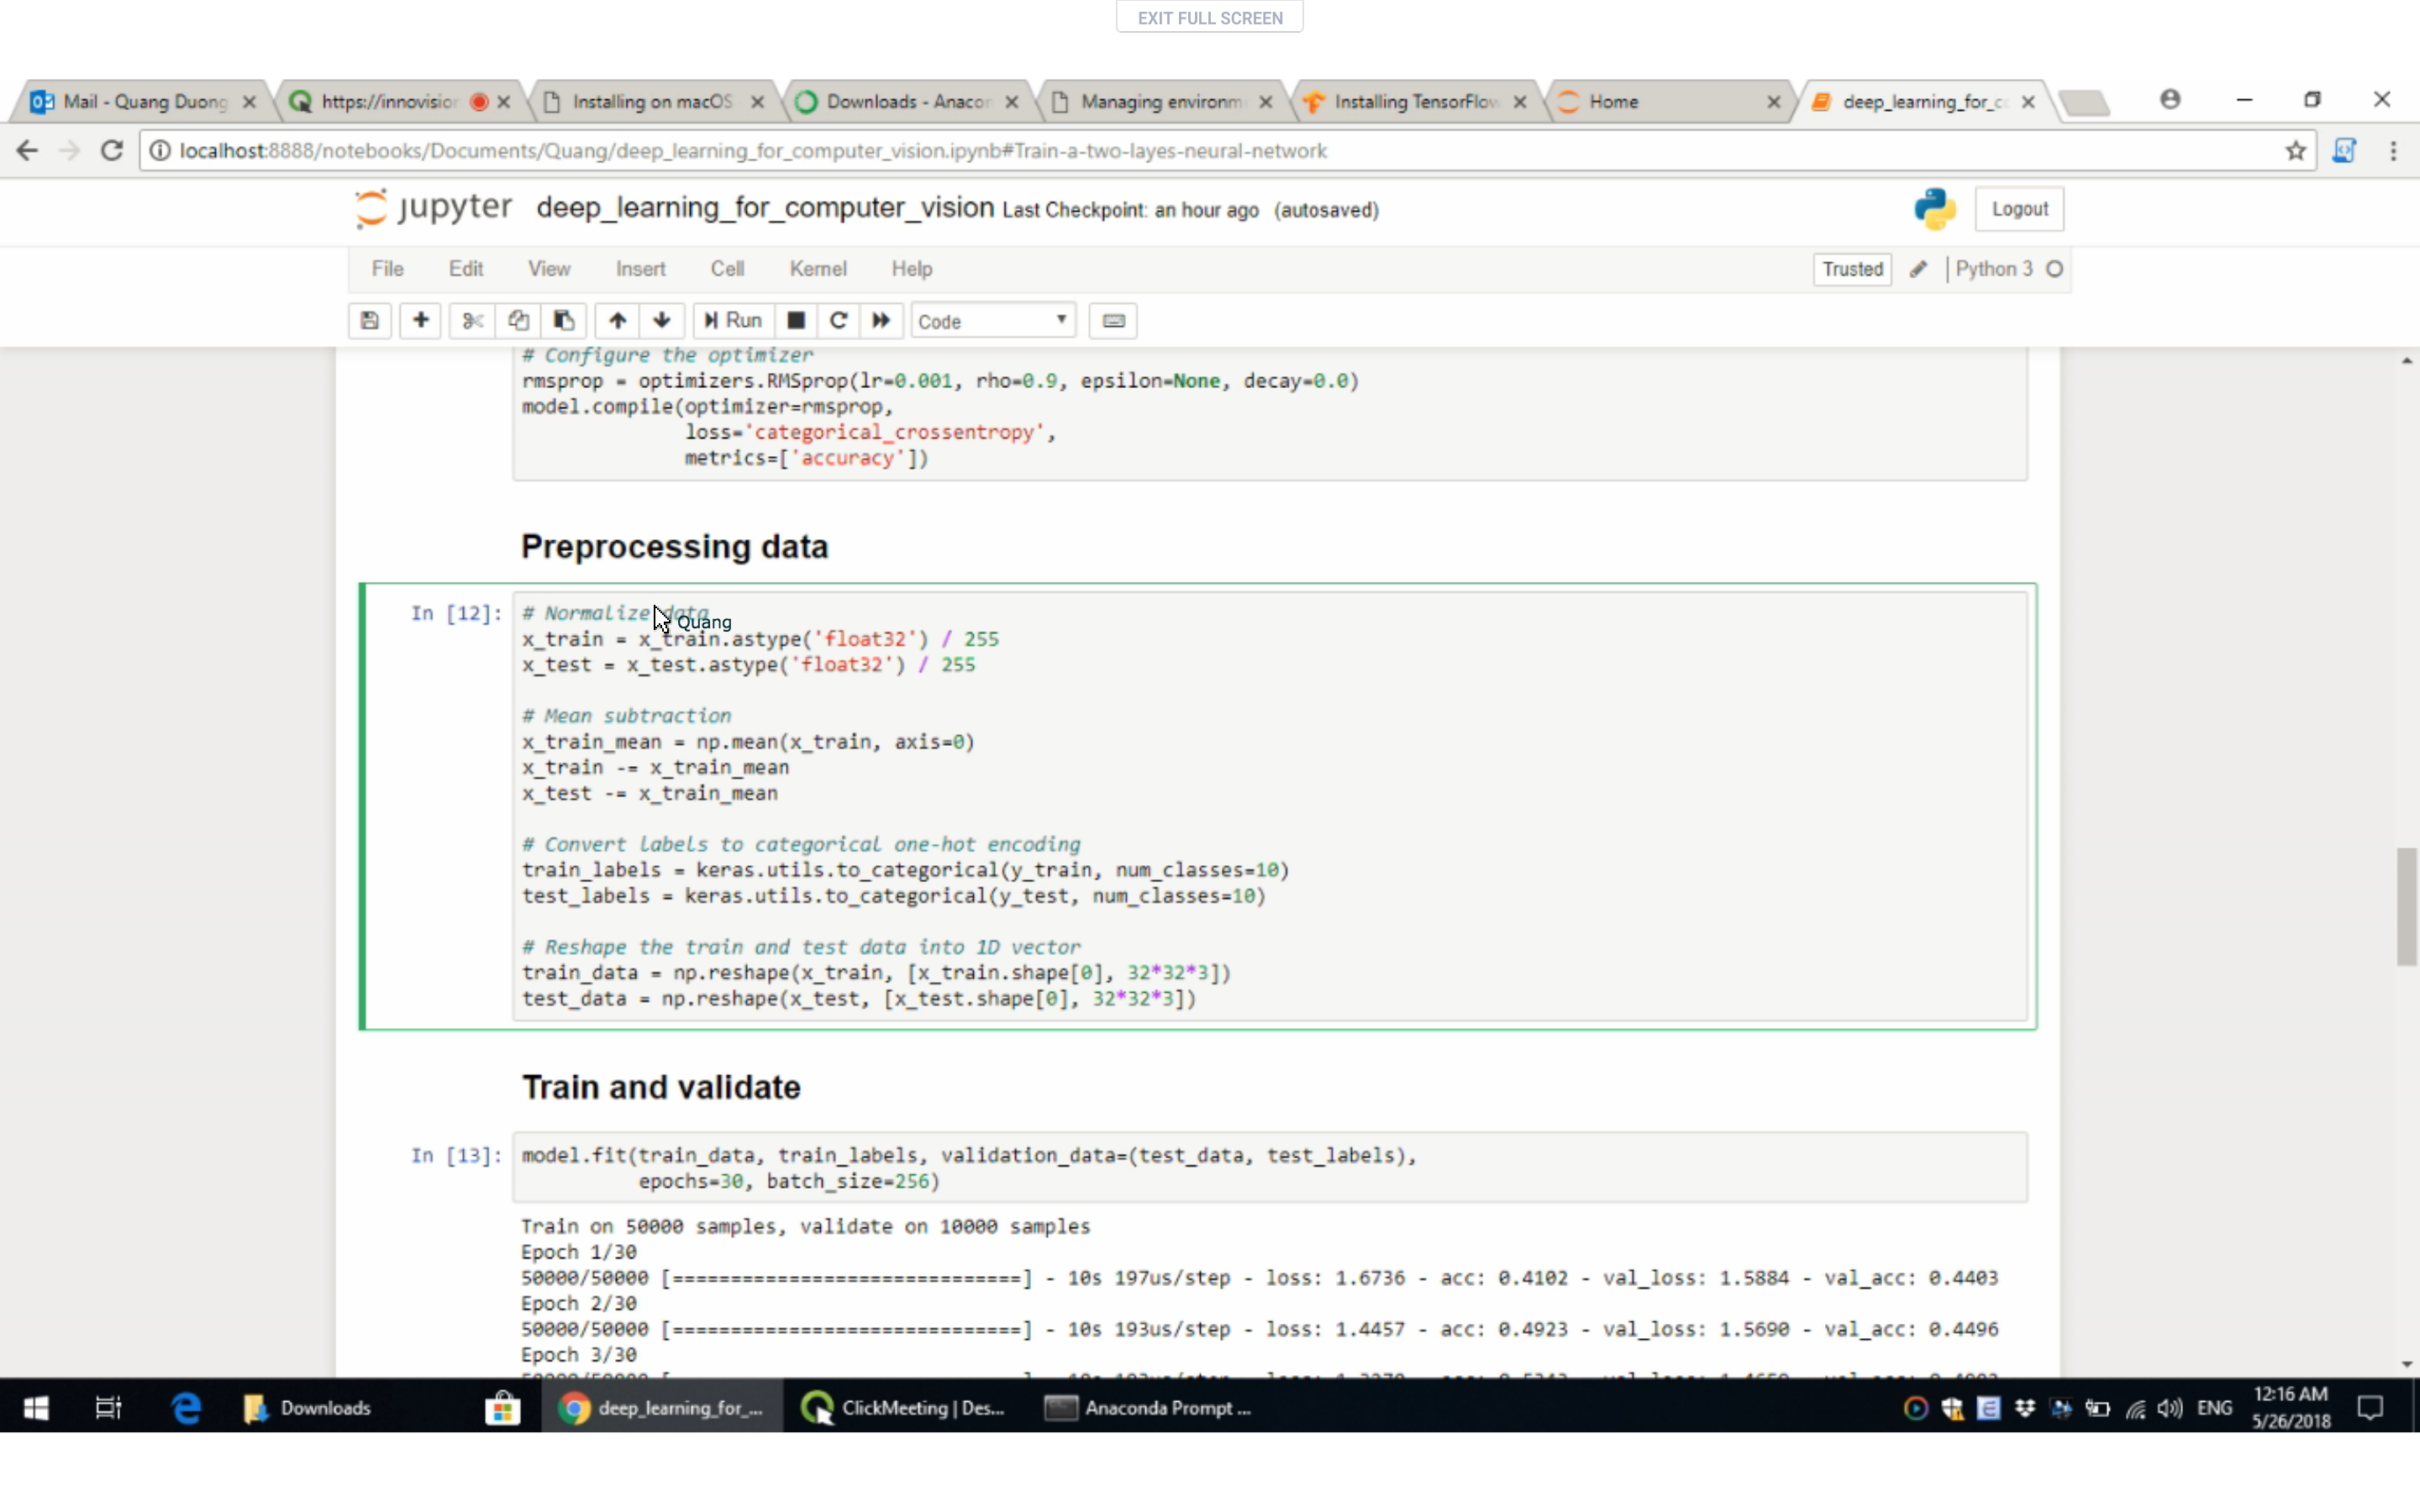 EXIT FULL SCREEN
Mail - Quang Duong
https://innovision
Installing on macOS
Downloads - Anacon
Managing environm
Installing TensorFlow
Home
deep_learning_for_c
localhost:8888/notebooks/Documents/Quang/deep_learning_for_computer_vision.ipynb#Train-a-two-layes-neural-network
jupyter deep_learning_for_computer_vision Last Checkpoint: an hour ago (autosaved)
Logout
File Edit View Insert Cell Kernel Help
Trusted
Python 3
Run
Code
# Configure the optimizer
rmsprop = optimizers.RMSprop(lr=0.001, rho=0.9, epsilon=None, decay=0.0)
model.compile(optimizer=rmsprop,
loss='categorical_crossentropy',
metrics=['accuracy'])
Preprocessing data
In [12]:
# Normalize data
Quang
x_train = x_train.astype('float32') / 255
x_test = x_test.astype('float32') / 255
# Mean subtraction
x_train_mean = np.mean(x_train, axis=0)
x_train -= x_train_mean
x_test -= x_train_mean
# Convert labels to categorical one-hot encoding
train_labels = keras.utils.to_categorical(y_train, num_classes=10)
test_labels = keras.utils.to_categorical(y_test, num_classes=10)
# Reshape the train and test data into 1D vector
train_data = np.reshape(x_train, [x_train.shape[0], 32*32*3])
test_data = np.reshape(x_test, [x_test.shape[0], 32*32*3])
Train and validate
In [13]:
model.fit(train_data, train_labels, validation_data=(test_data, test_labels),
epochs=30, batch_size=256)
Train on 50000 samples, validate on 10000 samples
Epoch 1/30
50000/50000 [==============================] - 10s 197us/step - loss: 1.6736 - acc: 0.4102 - val_loss: 1.5884 - val_acc: 0.4403
Epoch 2/30
50000/50000 [==============================] - 10s 193us/step - loss: 1.4457 - acc: 0.4923 - val_loss: 1.5690 - val_acc: 0.4496
Epoch 3/30
Downloads
deep_learning_for_...
ClickMeeting | Des...
Anaconda Prompt ...
ENG
12:16 AM
5/26/2018